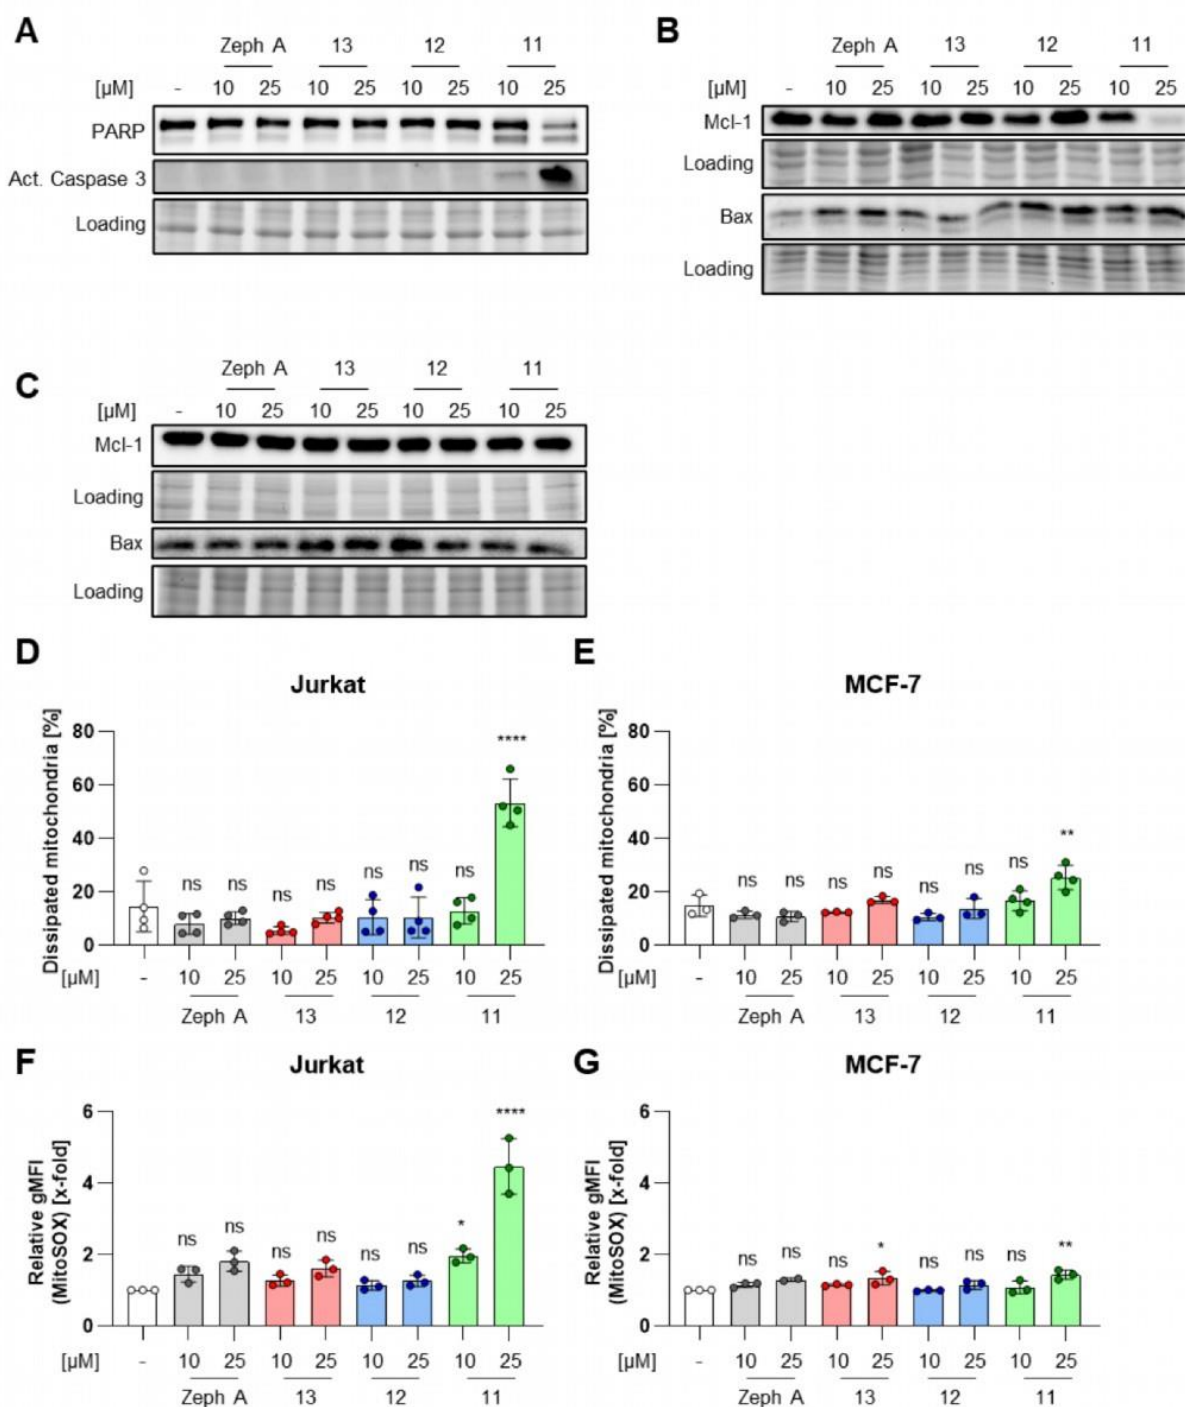 A
Zeph A 13 12 11
[µM] - 10 25 10 25 10 25 10 25
PARP
Act. Caspase 3
Loading
B
Zeph A 13 12 11
[µM] - 10 25 10 25 10 25 10 25
Mcl-1
Loading
Bax
Loading
C
Zeph A 13 12 11
[µM] - 10 25 10 25 10 25 10 25
Mcl-1
Loading
Bax
Loading
D
Jurkat
Dissipated mitochondria [%]
80
60
40
20
0
ns ns ns ns ns ns ns ****
[µM] - 10 25 10 25 10 25 10 25
Zeph A 13 12 11
E
MCF-7
Dissipated mitochondria [%]
80
60
40
20
0
ns ns ns ns ns ns ns **
[µM] - 10 25 10 25 10 25 10 25
Zeph A 13 12 11
F
Jurkat
Relative gMFI
(MitoSOX) [x-fold]
6
4
2
0
ns ns ns ns ns ns * ****
[µM] - 10 25 10 25 10 25 10 25
Zeph A 13 12 11
G
MCF-7
Relative gMFI
(MitoSOX) [x-fold]
6
4
2
0
ns ns ns * ns ns ns **
[µM] - 10 25 10 25 10 25 10 25
Zeph A 13 12 11